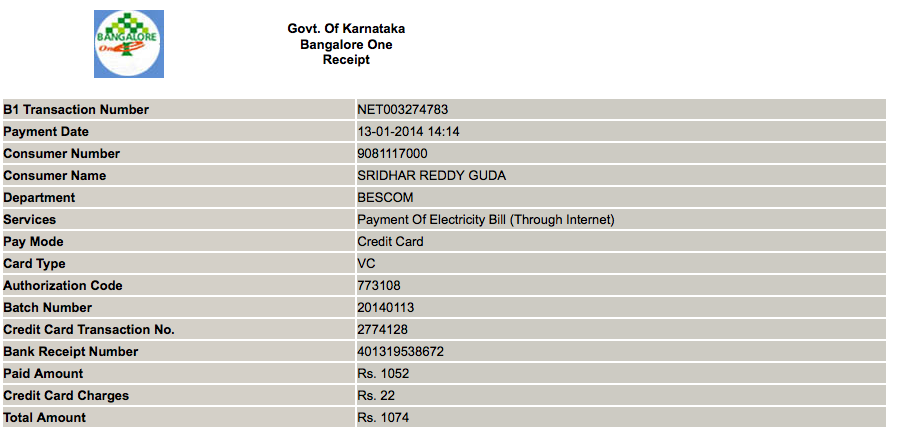 BANGALORE
One
Govt. Of Karnataka
Bangalore One
Receipt
B1 Transaction Number NET003274783
Payment Date 13-01-2014 14:14
Consumer Number 9081117000
Consumer Name SRIDHAR REDDY GUDA
Department BESCOM
Services Payment Of Electricity Bill (Through Internet)
Pay Mode Credit Card
Card Type VC
Authorization Code 773108
Batch Number 20140113
Credit Card Transaction No. 2774128
Bank Receipt Number 401319538672
Paid Amount Rs. 1052
Credit Card Charges Rs. 22
Total Amount Rs. 1074